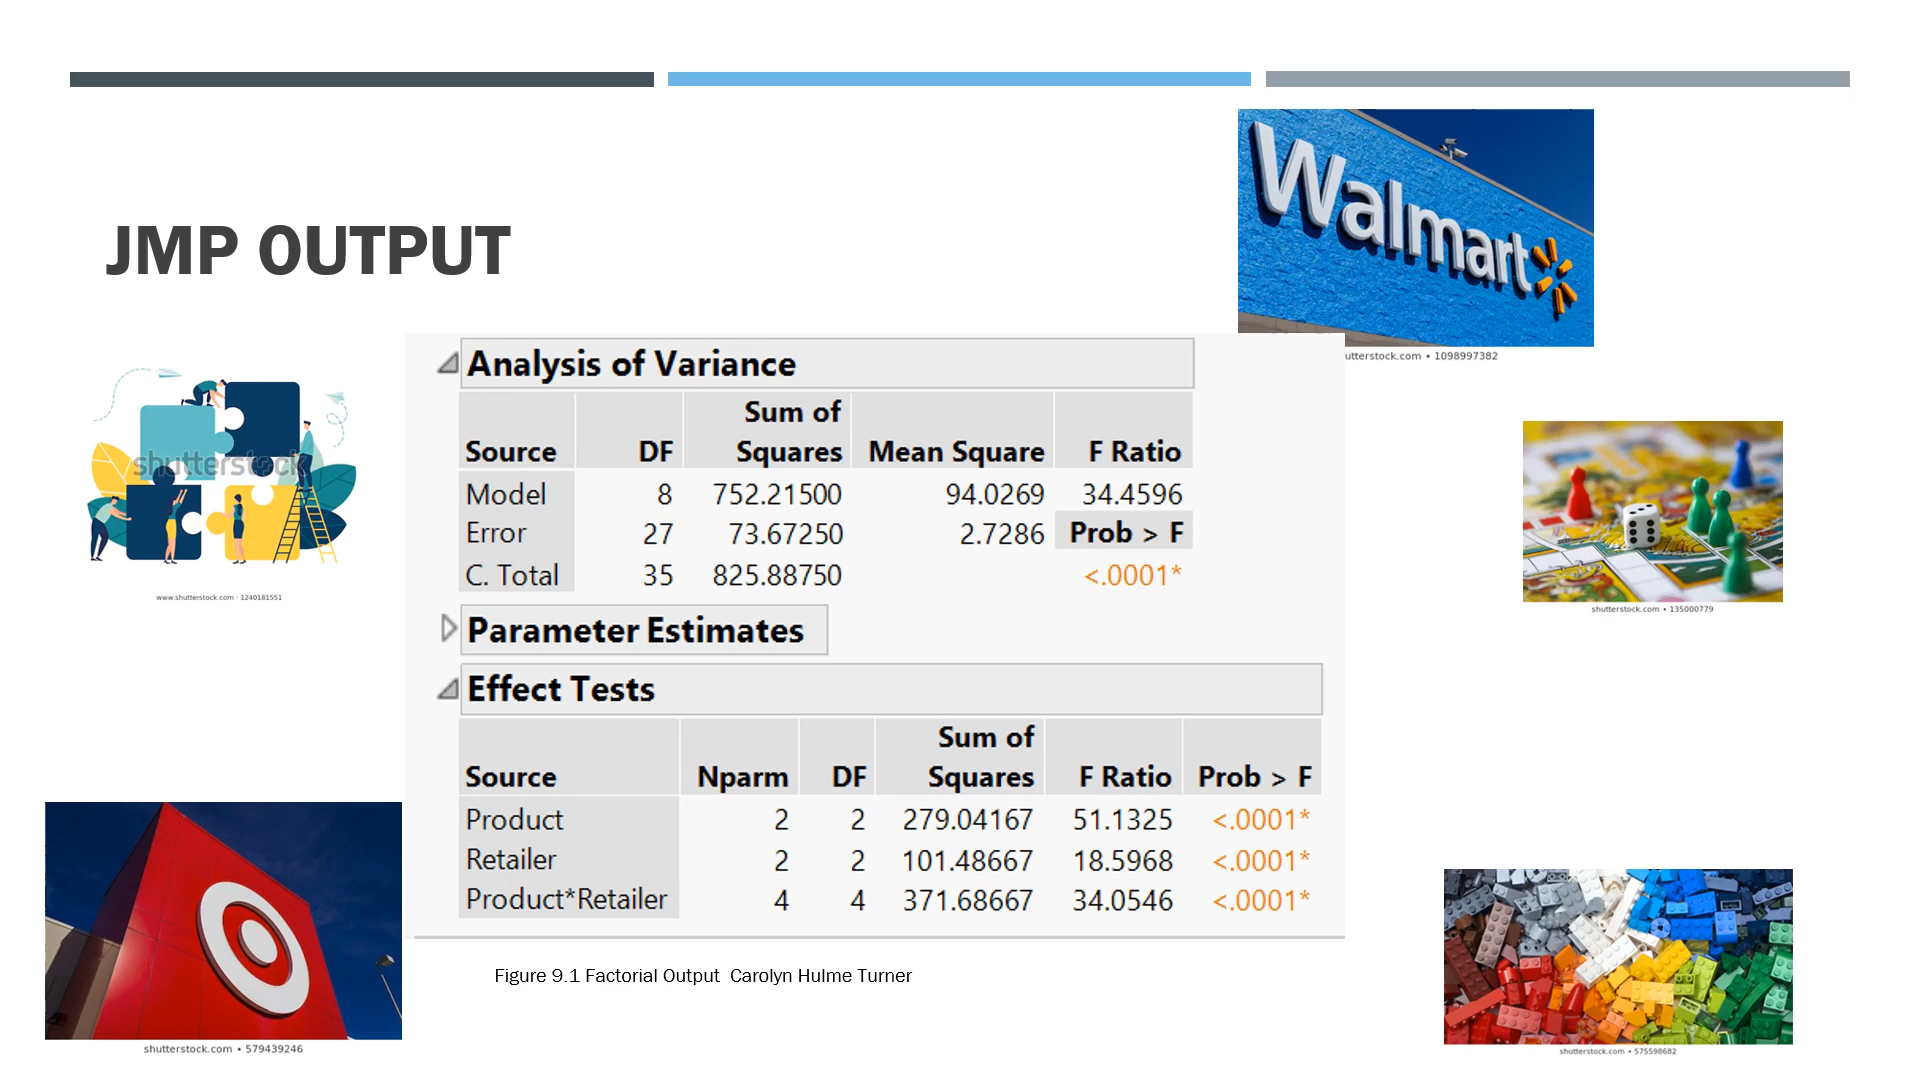 Walmart
JMP OUTPUT
utterstock.com • 1098997382
Analysis of Variance
Source DF Sum of Squares Mean Square F Ratio
Model 8 752.21500 94.0269 34.4596
Error 27 73.67250 2.7286 Prob > F
C. Total 35 825.88750 <.0001*
Parameter Estimates
Effect Tests
Source Nparm DF Sum of Squares F Ratio Prob > F
Product 2 2 279.04167 51.1325 <.0001*
Retailer 2 2 101.48667 18.5968 <.0001*
Product*Retailer 4 4 371.68667 34.0546 <.0001*
shutterstock
www.shutterstock.com · 1240181551
shutterstock.com • 135000779
Figure 9.1 Factorial Output  Carolyn Hulme Turner
shutterstock.com • 579439246
shutterstock.com • 575598682